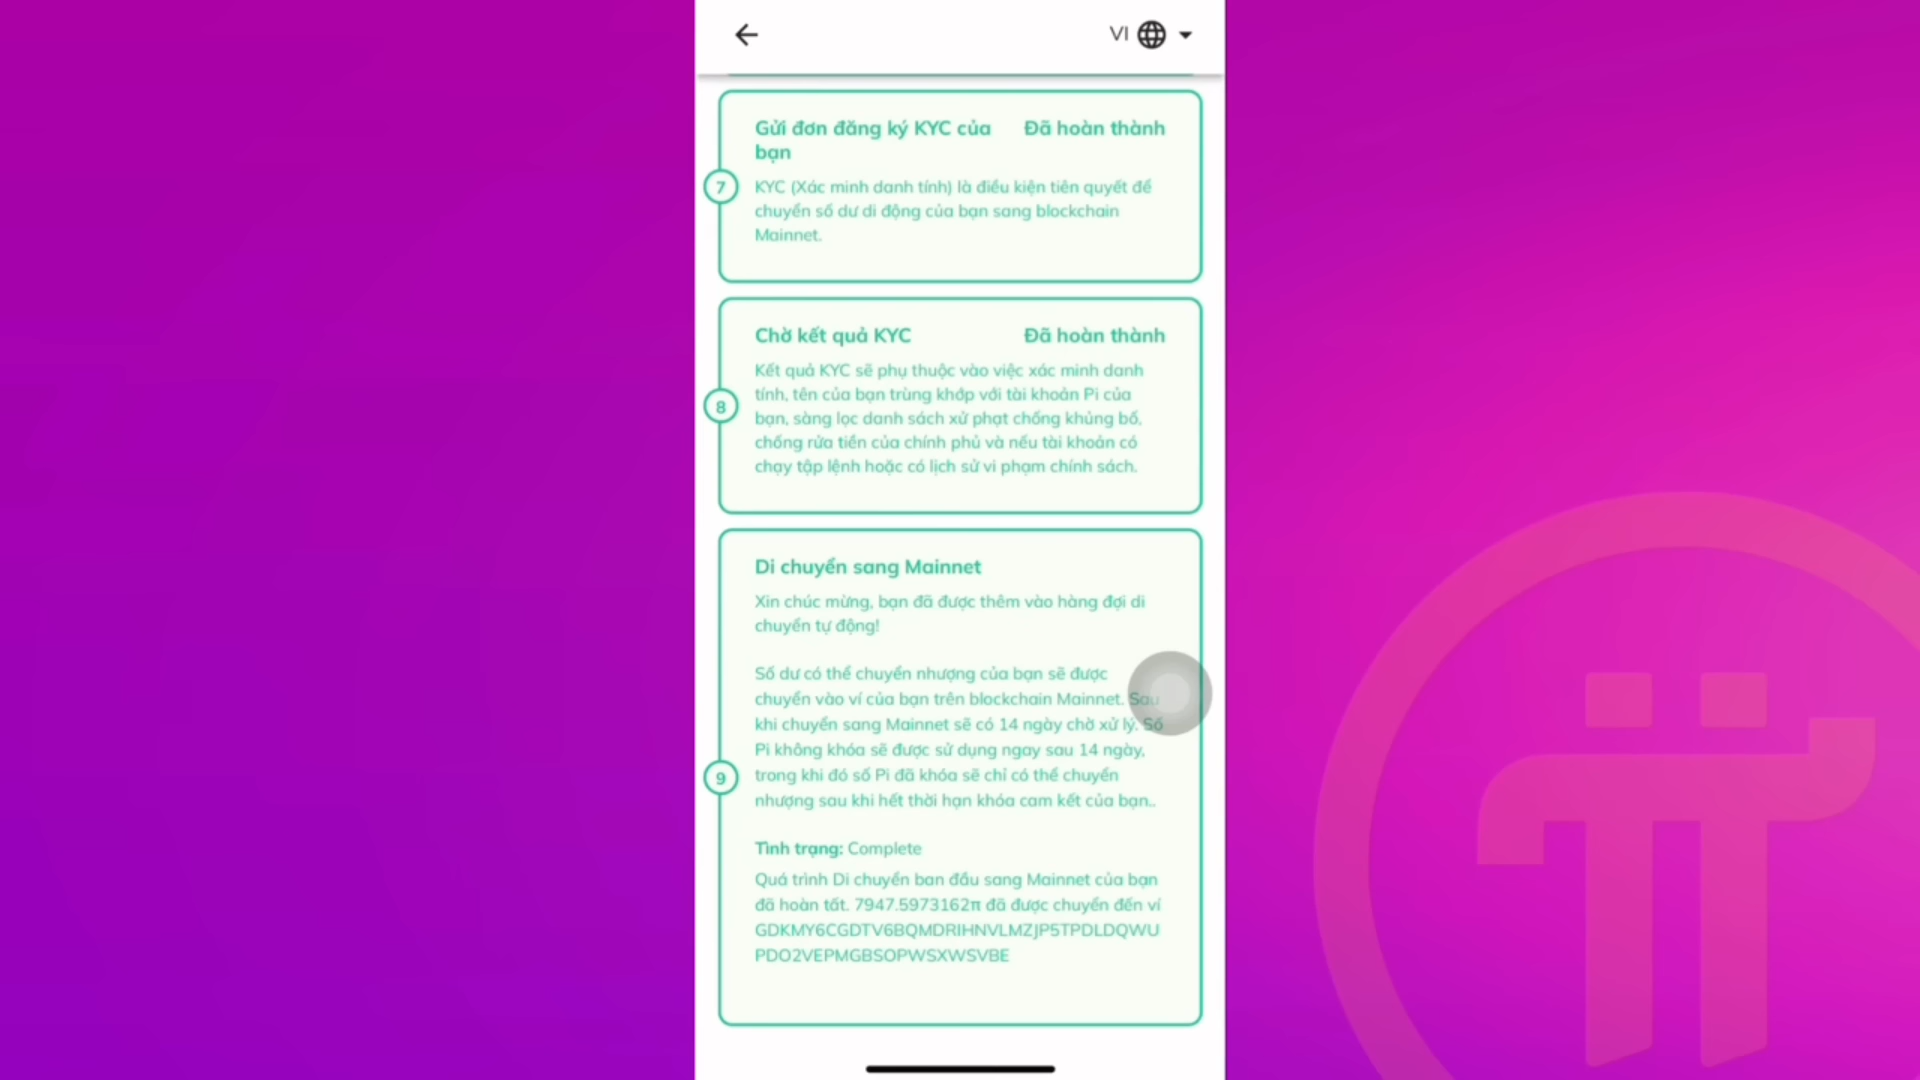 VI
Gửi đơn đăng ký KYC của bạn
Đã hoàn thành
7
KYC (Xác minh danh tính) là điều kiện tiên quyết để
chuyển số dư di động của bạn sang blockchain
Mainnet.
Chờ kết quả KYC
Đã hoàn thành
8
Kết quả KYC sẽ phụ thuộc vào việc xác minh danh
tính, tên của bạn trùng khớp với tài khoản Pi của
bạn, sàng lọc danh sách xử phạt chống khủng bố,
chống rửa tiền của chính phủ và nếu tài khoản có
chạy tập lệnh hoặc có lịch sử vi phạm chính sách.
Di chuyển sang Mainnet
Xin chúc mừng, bạn đã được thêm vào hàng đợi di
chuyển tự động!
Số dư có thể chuyển nhượng của bạn sẽ được
chuyển vào ví của bạn trên blockchain Mainnet. Sau
khi chuyển sang Mainnet sẽ có 14 ngày chờ xử lý. Số
Pi không khóa sẽ được sử dụng ngay sau 14 ngày,
9
trong khi đó số Pi đã khóa sẽ chỉ có thể chuyển
nhượng sau khi hết thời hạn khóa cam kết của bạn..
Tình trạng: Complete
Quá trình Di chuyển ban đầu sang Mainnet của bạn
đã hoàn tất. 7947.5973162π đã được chuyển đến ví
GDKMY6CGDTV6BQMDRIHNVLMZJP5TPDLDQWU
PDO2VEPMGBSOPWSXWSVBE